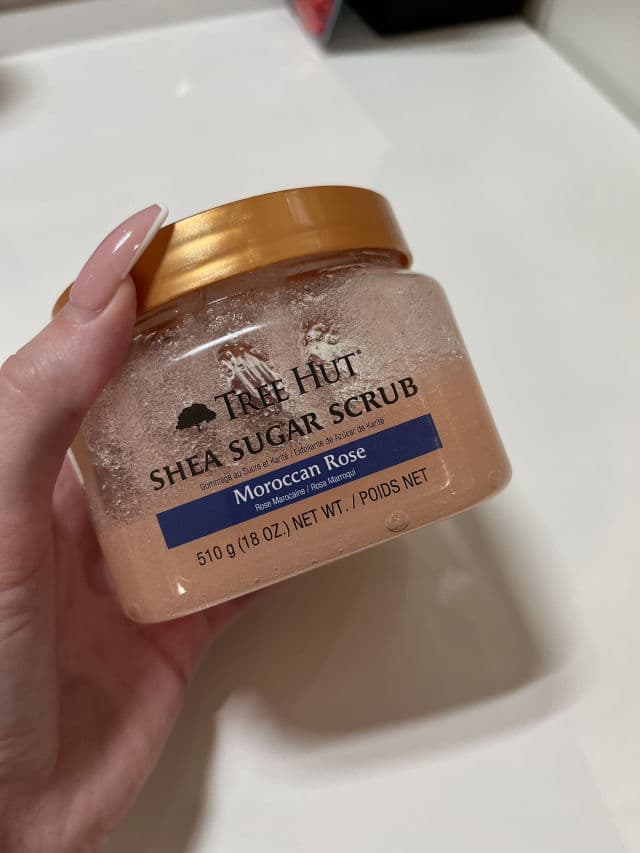 TREE HUT®
SHEA SUGAR SCRUB
Gommage au Sucre et Karité / Exfoliante de Azúcar de Karité
Moroccan Rose
Rose Marocaine / Rosa Marroquí
510 g (18 OZ.) NET WT. / POIDS NET